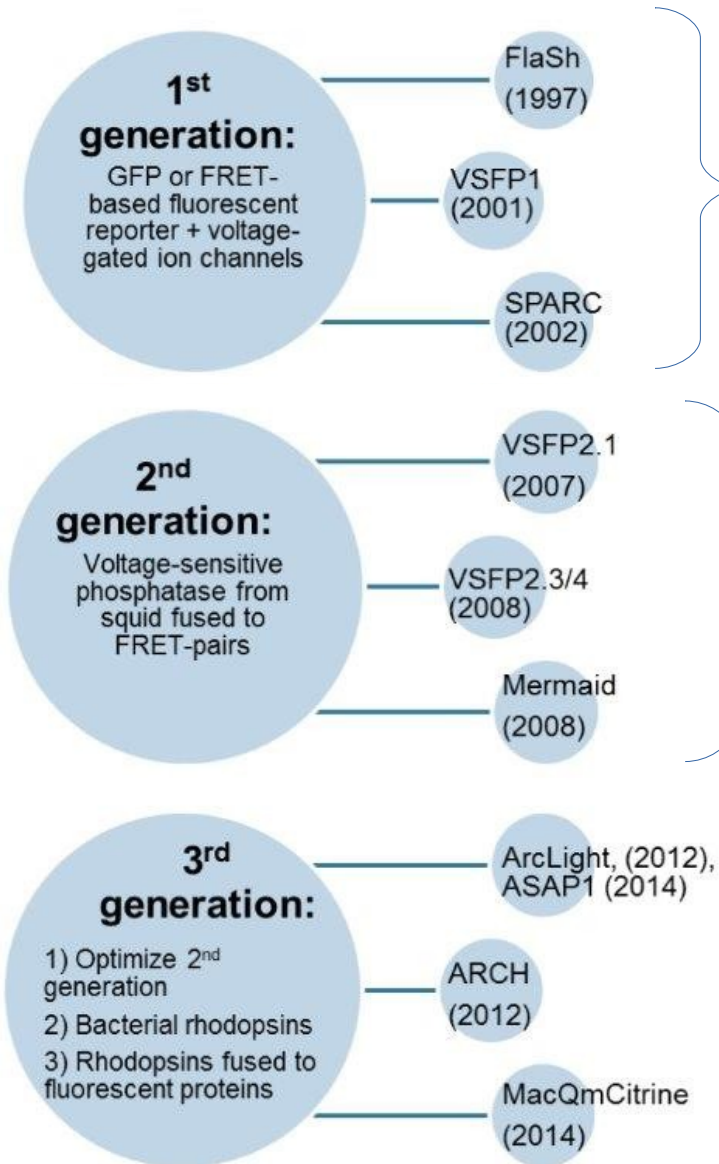 1st
generation:
GFP or FRET-
based fluorescent
reporter + voltage-
gated ion channels
FlaSh
(1997)
VSFP1
(2001)
SPARC
(2002)
2nd
generation:
Voltage-sensitive
phosphatase from
squid fused to
FRET-pairs
VSFP2.1
(2007)
VSFP2.3/4
(2008)
Mermaid
(2008)
3rd
generation:
1) Optimize 2nd
generation
2) Bacterial rhodopsins
3) Rhodopsins fused to
fluorescent proteins
ArcLight, (2012),
ASAP1 (2014)
ARCH
(2012)
MacQmCitrine
(2014)